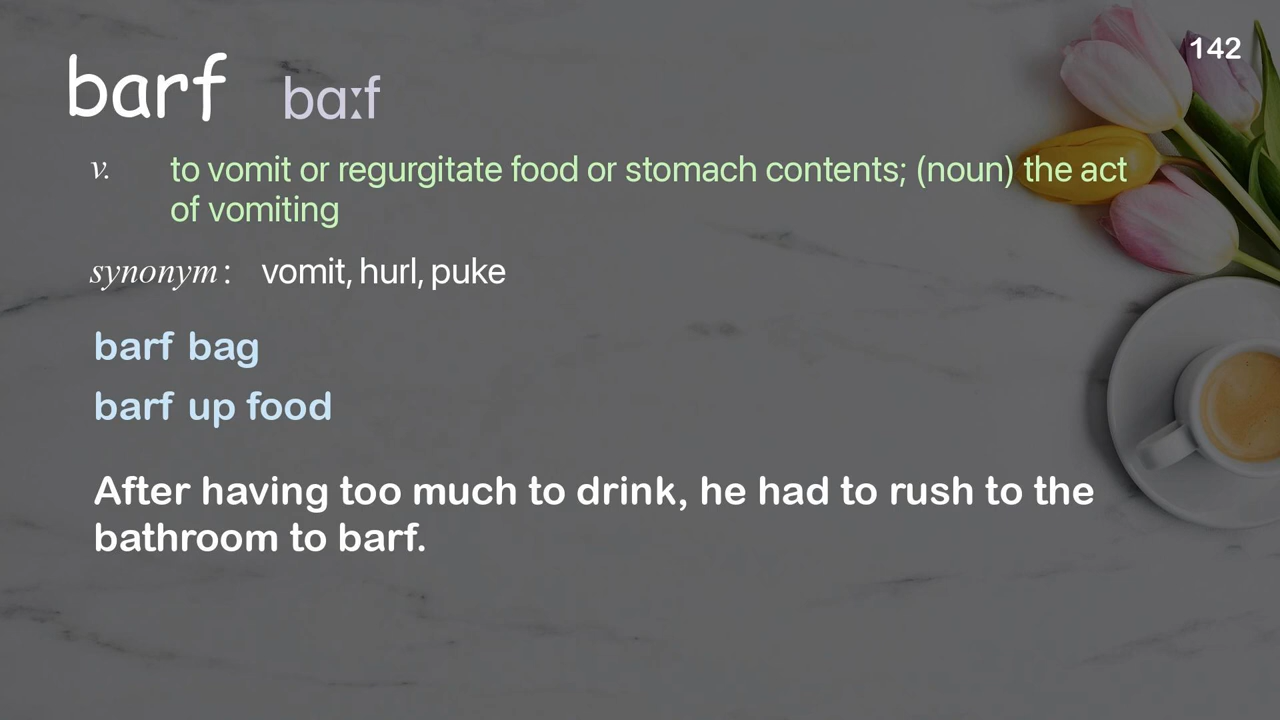 142
barf bɑːf
v. to vomit or regurgitate food or stomach contents; (noun) the act
of vomiting
synonym : vomit, hurl, puke
barf bag
barf up food
After having too much to drink, he had to rush to the
bathroom to barf.